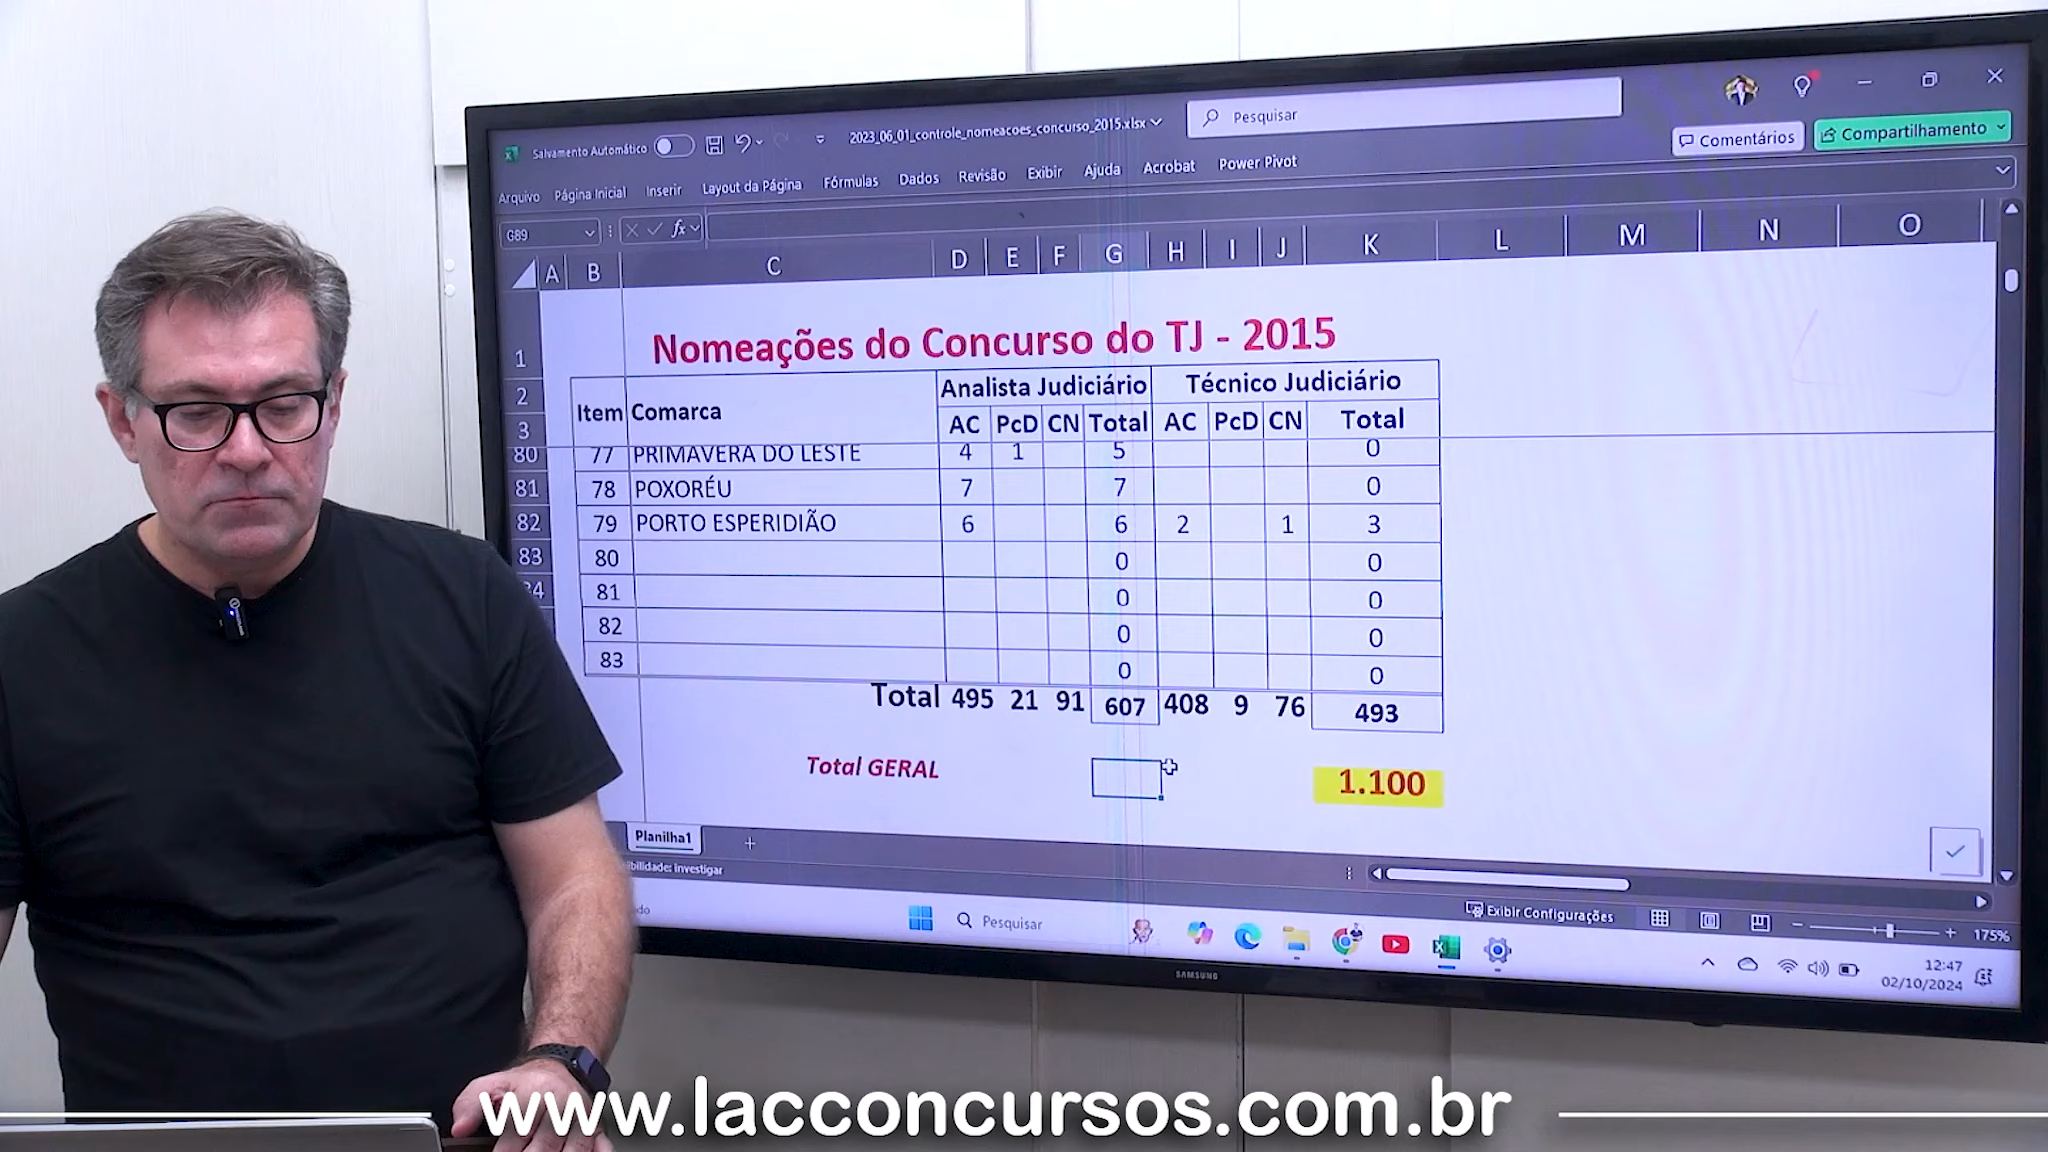 Salvamento Automático
2023_06_01_controle_nomeacoes_concurso_2015.xlsx
Pesquisar
Comentários
Compartilhamento
Arquivo Página Inicial Inserir Layout da Página Fórmulas Dados Revisão Exibir Ajuda Acrobat Power Pivot
G89 fx
A B C D E F G H I J K L M N O
1 Nomeações do Concurso do TJ - 2015
2 Analista Judiciário Técnico Judiciário
Item Comarca
3 AC PcD CN Total AC PcD CN Total
80 77 PRIMAVERA DO LESTE 4 1 5 0
81 78 POXORÉU 7 7 0
82 79 PORTO ESPERIDIÃO 6 6 2 1 3
83 80 0 0
81 0 0
82 0 0
83 0 0
Total 495 21 91 607 408 9 76 493
Total GERAL 1.100
Planilha1
bilidade: Investigar
Exibir Configurações
175%
Pesquisar
12:47
02/10/2024
SAMSUNG
www.lacconcursos.com.br